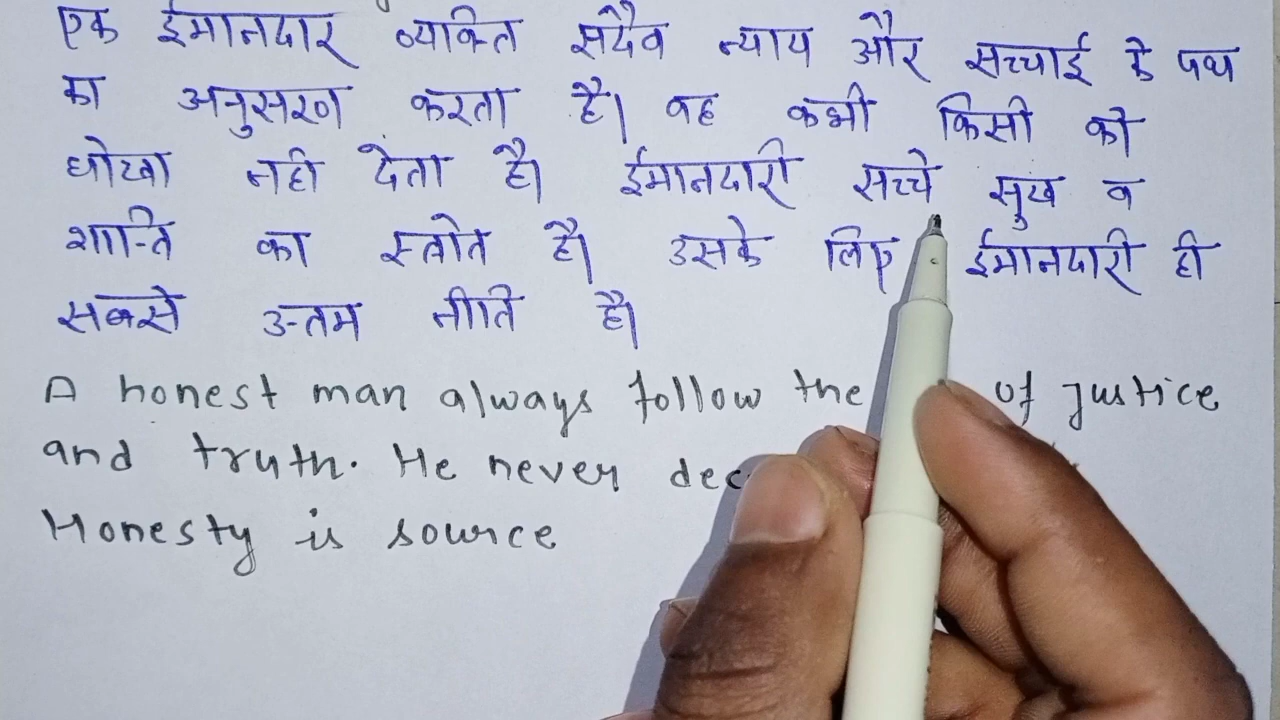 एक ईमानदार व्यक्ति सदैव न्याय और सच्चाई के पथ
का अनुसरण करता है। वह कभी किसी को
धोखा नही देता है। ईमानदारी सच्चे सुख व
शान्ति का स्त्रोत है। उसके लिए ईमानदारी ही
सबसे उत्तम नीति है।
A honest man always follow the of justice
and truth. He never dec
Honesty is source